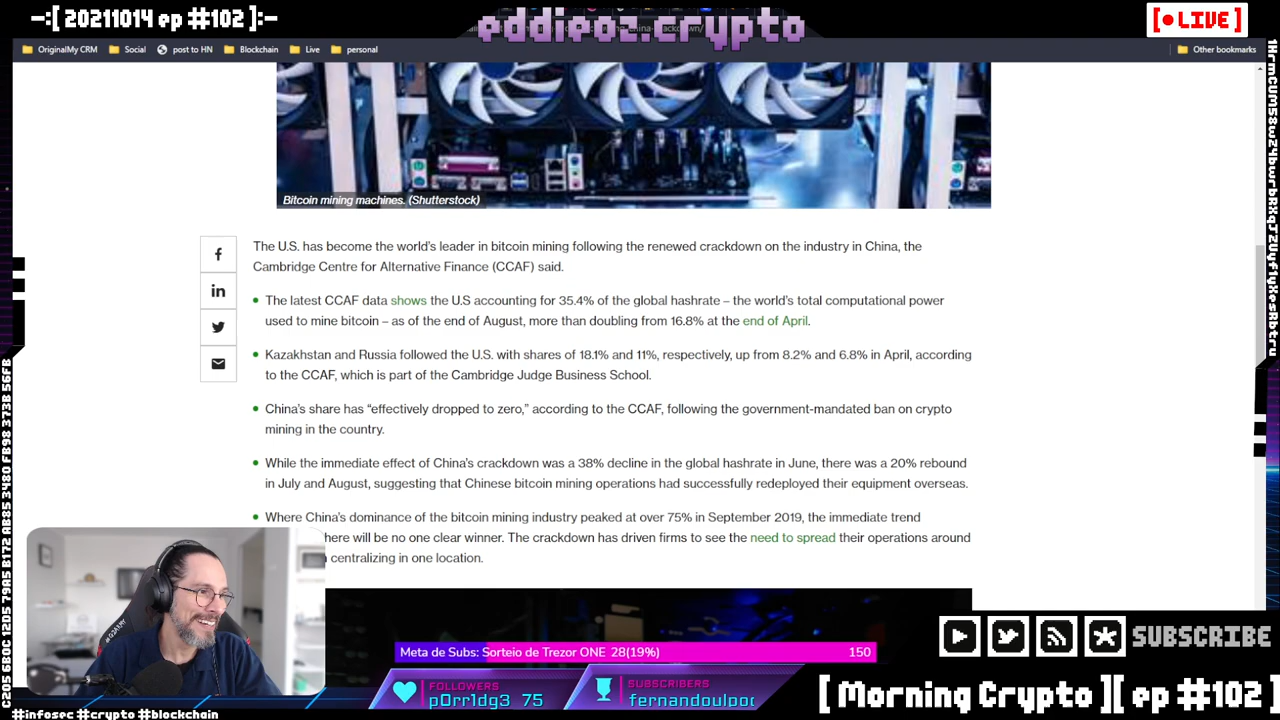 -:[ 20211014 ep #102 ]:-
eddieoz.crypto
[● LIVE]
OriginalMy CRM
Social
post to HN
Blockchain
Live
personal
Other bookmarks
Bitcoin mining machines. (Shutterstock)
The U.S. has become the world's leader in bitcoin mining following the renewed crackdown on the industry in China, the
Cambridge Centre for Alternative Finance (CCAF) said.
The latest CCAF data shows the U.S accounting for 35.4% of the global hashrate – the world's total computational power
used to mine bitcoin – as of the end of August, more than doubling from 16.8% at the end of April.
Kazakhstan and Russia followed the U.S. with shares of 18.1% and 11%, respectively, up from 8.2% and 6.8% in April, according
to the CCAF, which is part of the Cambridge Judge Business School.
China's share has “effectively dropped to zero,” according to the CCAF, following the government-mandated ban on crypto
mining in the country.
While the immediate effect of China's crackdown was a 38% decline in the global hashrate in June, there was a 20% rebound
in July and August, suggesting that Chinese bitcoin mining operations had successfully redeployed their equipment overseas.
Where China's dominance of the bitcoin mining industry peaked at over 75% in September 2019, the immediate trend
here will be no one clear winner. The crackdown has driven firms to see the need to spread their operations around
centralizing in one location.
Meta de Subs: Sorteio de Trezor ONE 28(19%)
150
FOLLOWERS
p0rr1dg3 75
SUBSCRIBERS
fernandoulpoc
SUBSCRIBE
[ Morning Crypto ][ ep #102 ]
#infosec #crypto #blockchain